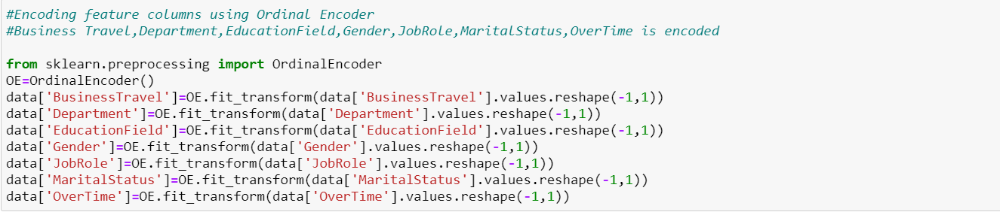 #Encoding feature columns using Ordinal Encoder
#Business Travel,Department,EducationField,Gender,JobRole,MaritalStatus,OverTime is encoded
from sklearn.preprocessing import OrdinalEncoder
OE=OrdinalEncoder()
data['BusinessTravel']=OE.fit_transform(data['BusinessTravel'].values.reshape(-1,1))
data['Department']=OE.fit_transform(data['Department'].values.reshape(-1,1))
data['EducationField']=OE.fit_transform(data['EducationField'].values.reshape(-1,1))
data['Gender']=OE.fit_transform(data['Gender'].values.reshape(-1,1))
data['JobRole']=OE.fit_transform(data['JobRole'].values.reshape(-1,1))
data['MaritalStatus']=OE.fit_transform(data['MaritalStatus'].values.reshape(-1,1))
data['OverTime']=OE.fit_transform(data['OverTime'].values.reshape(-1,1))